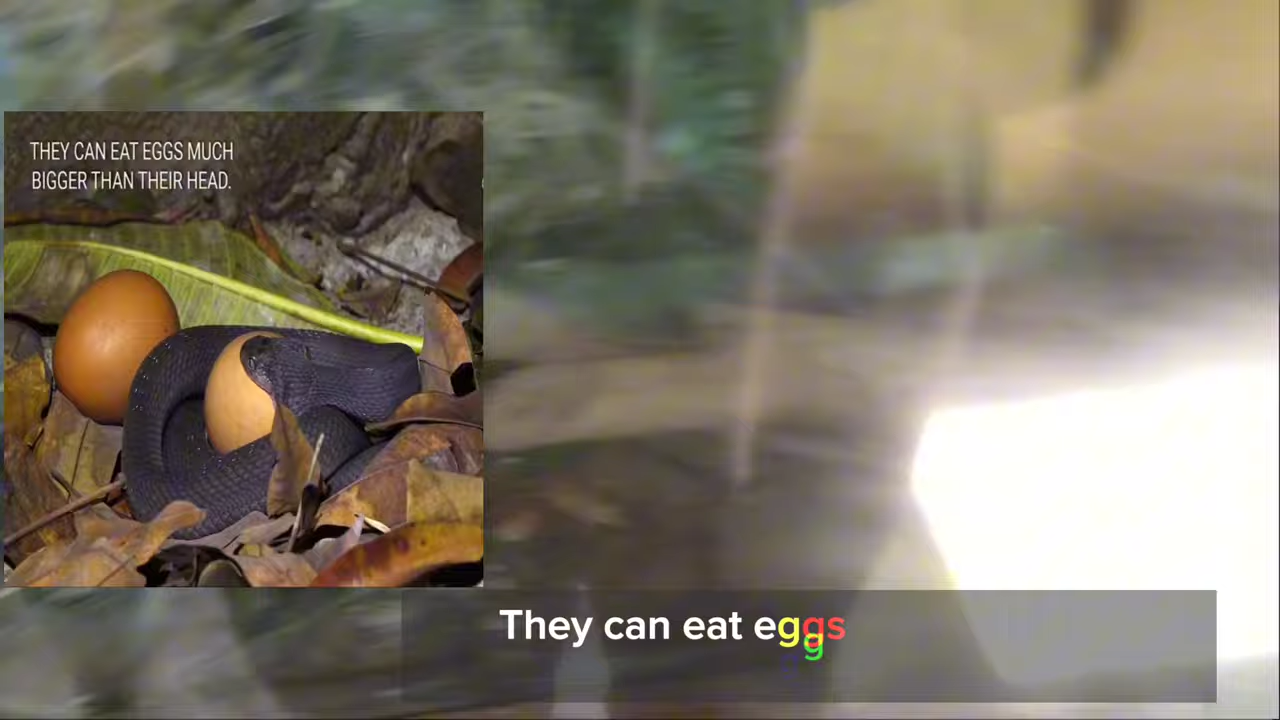 THEY CAN EAT EGGS MUCH
BIGGER THAN THEIR HEAD.
They can eat eggs